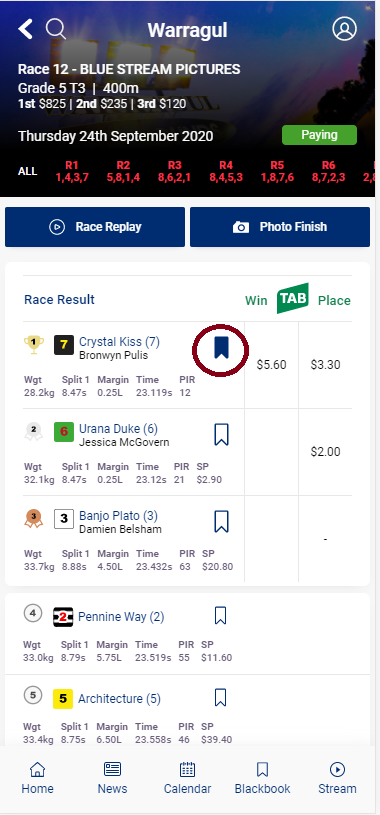 Warragul
Race 12 - BLUE STREAM PICTURES
Grade 5 T3 | 400m
1st $825 | 2nd $235 | 3rd $120
Thursday 24th September 2020
Paying
ALL
R1 R2 R3 R4 R5 R6
1,4,3,7 5,8,1,4 8,6,2,1 8,4,5,3 1,8,7,6 8,7,2,3 2,8
Race Replay
Photo Finish
Race Result Win TAB Place
1 7 Crystal Kiss (7)
Bronwyn Pulis
$5.60 $3.30
Wgt Split 1 Margin Time PIR
28.2kg 8.47s 0.25L 23.119s 12
2 6 Urana Duke (6)
Jessica McGovern
$2.00
Wgt Split 1 Margin Time PIR SP
32.1kg 8.47s 0.25L 23.12s 21 $2.90
3 3 Banjo Plato (3)
Damien Belsham
-
Wgt Split 1 Margin Time PIR SP
33.7kg 8.88s 4.50L 23.432s 63 $20.80
4 2 Pennine Way (2)
Wgt Split 1 Margin Time PIR SP
33.0kg 8.79s 5.75L 23.519s 55 $11.60
5 5 Architecture (5)
Wgt Split 1 Margin Time PIR SP
33.4kg 8.75s 6.50L 23.558s 46 $39.40
Home News Calendar Blackbook Stream